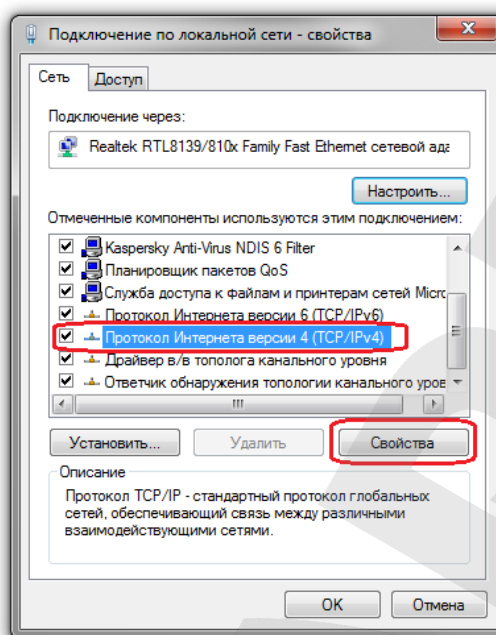 Подключение по локальной сети - свойства
Сеть
Доступ
Подключение через:
Realtek RTL8139/810x Family Fast Ethernet сетевой ада
Настроить...
Отмеченные компоненты используются этим подключением:
Kaspersky Anti-Virus NDIS 6 Filter
Планировщик пакетов QoS
Служба доступа к файлам и принтерам сетей Micro
Протокол Интернета версии 6 (TCP/IPv6)
Протокол Интернета версии 4 (TCP/IPv4)
Драйвер в/в тополога канального уровня
Ответчик обнаружения топологии канального уров
Установить...
Удалить
Свойства
Описание
Протокол TCP/IP - стандартный протокол глобальных
сетей, обеспечивающий связь между различными
взаимодействующими сетями.
OK
Отмена